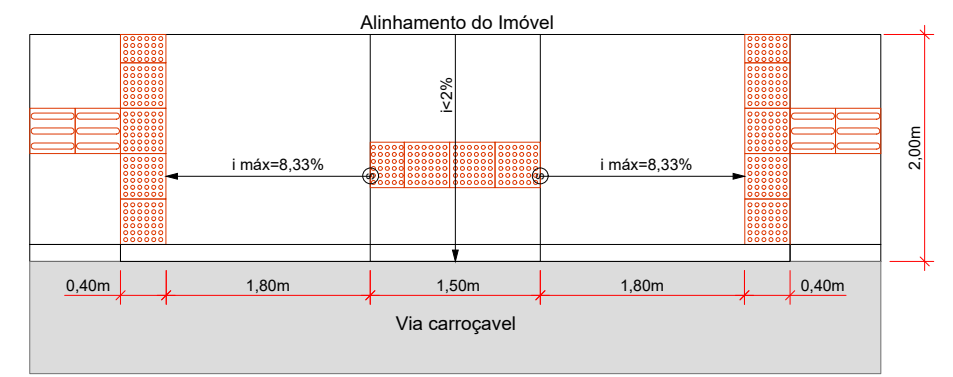 Alinhamento do Imóvel
i<2%
i máx=8,33%
i máx=8,33%
2,00m
S
S
0,40m
1,80m
1,50m
1,80m
0,40m
Via carroçavel